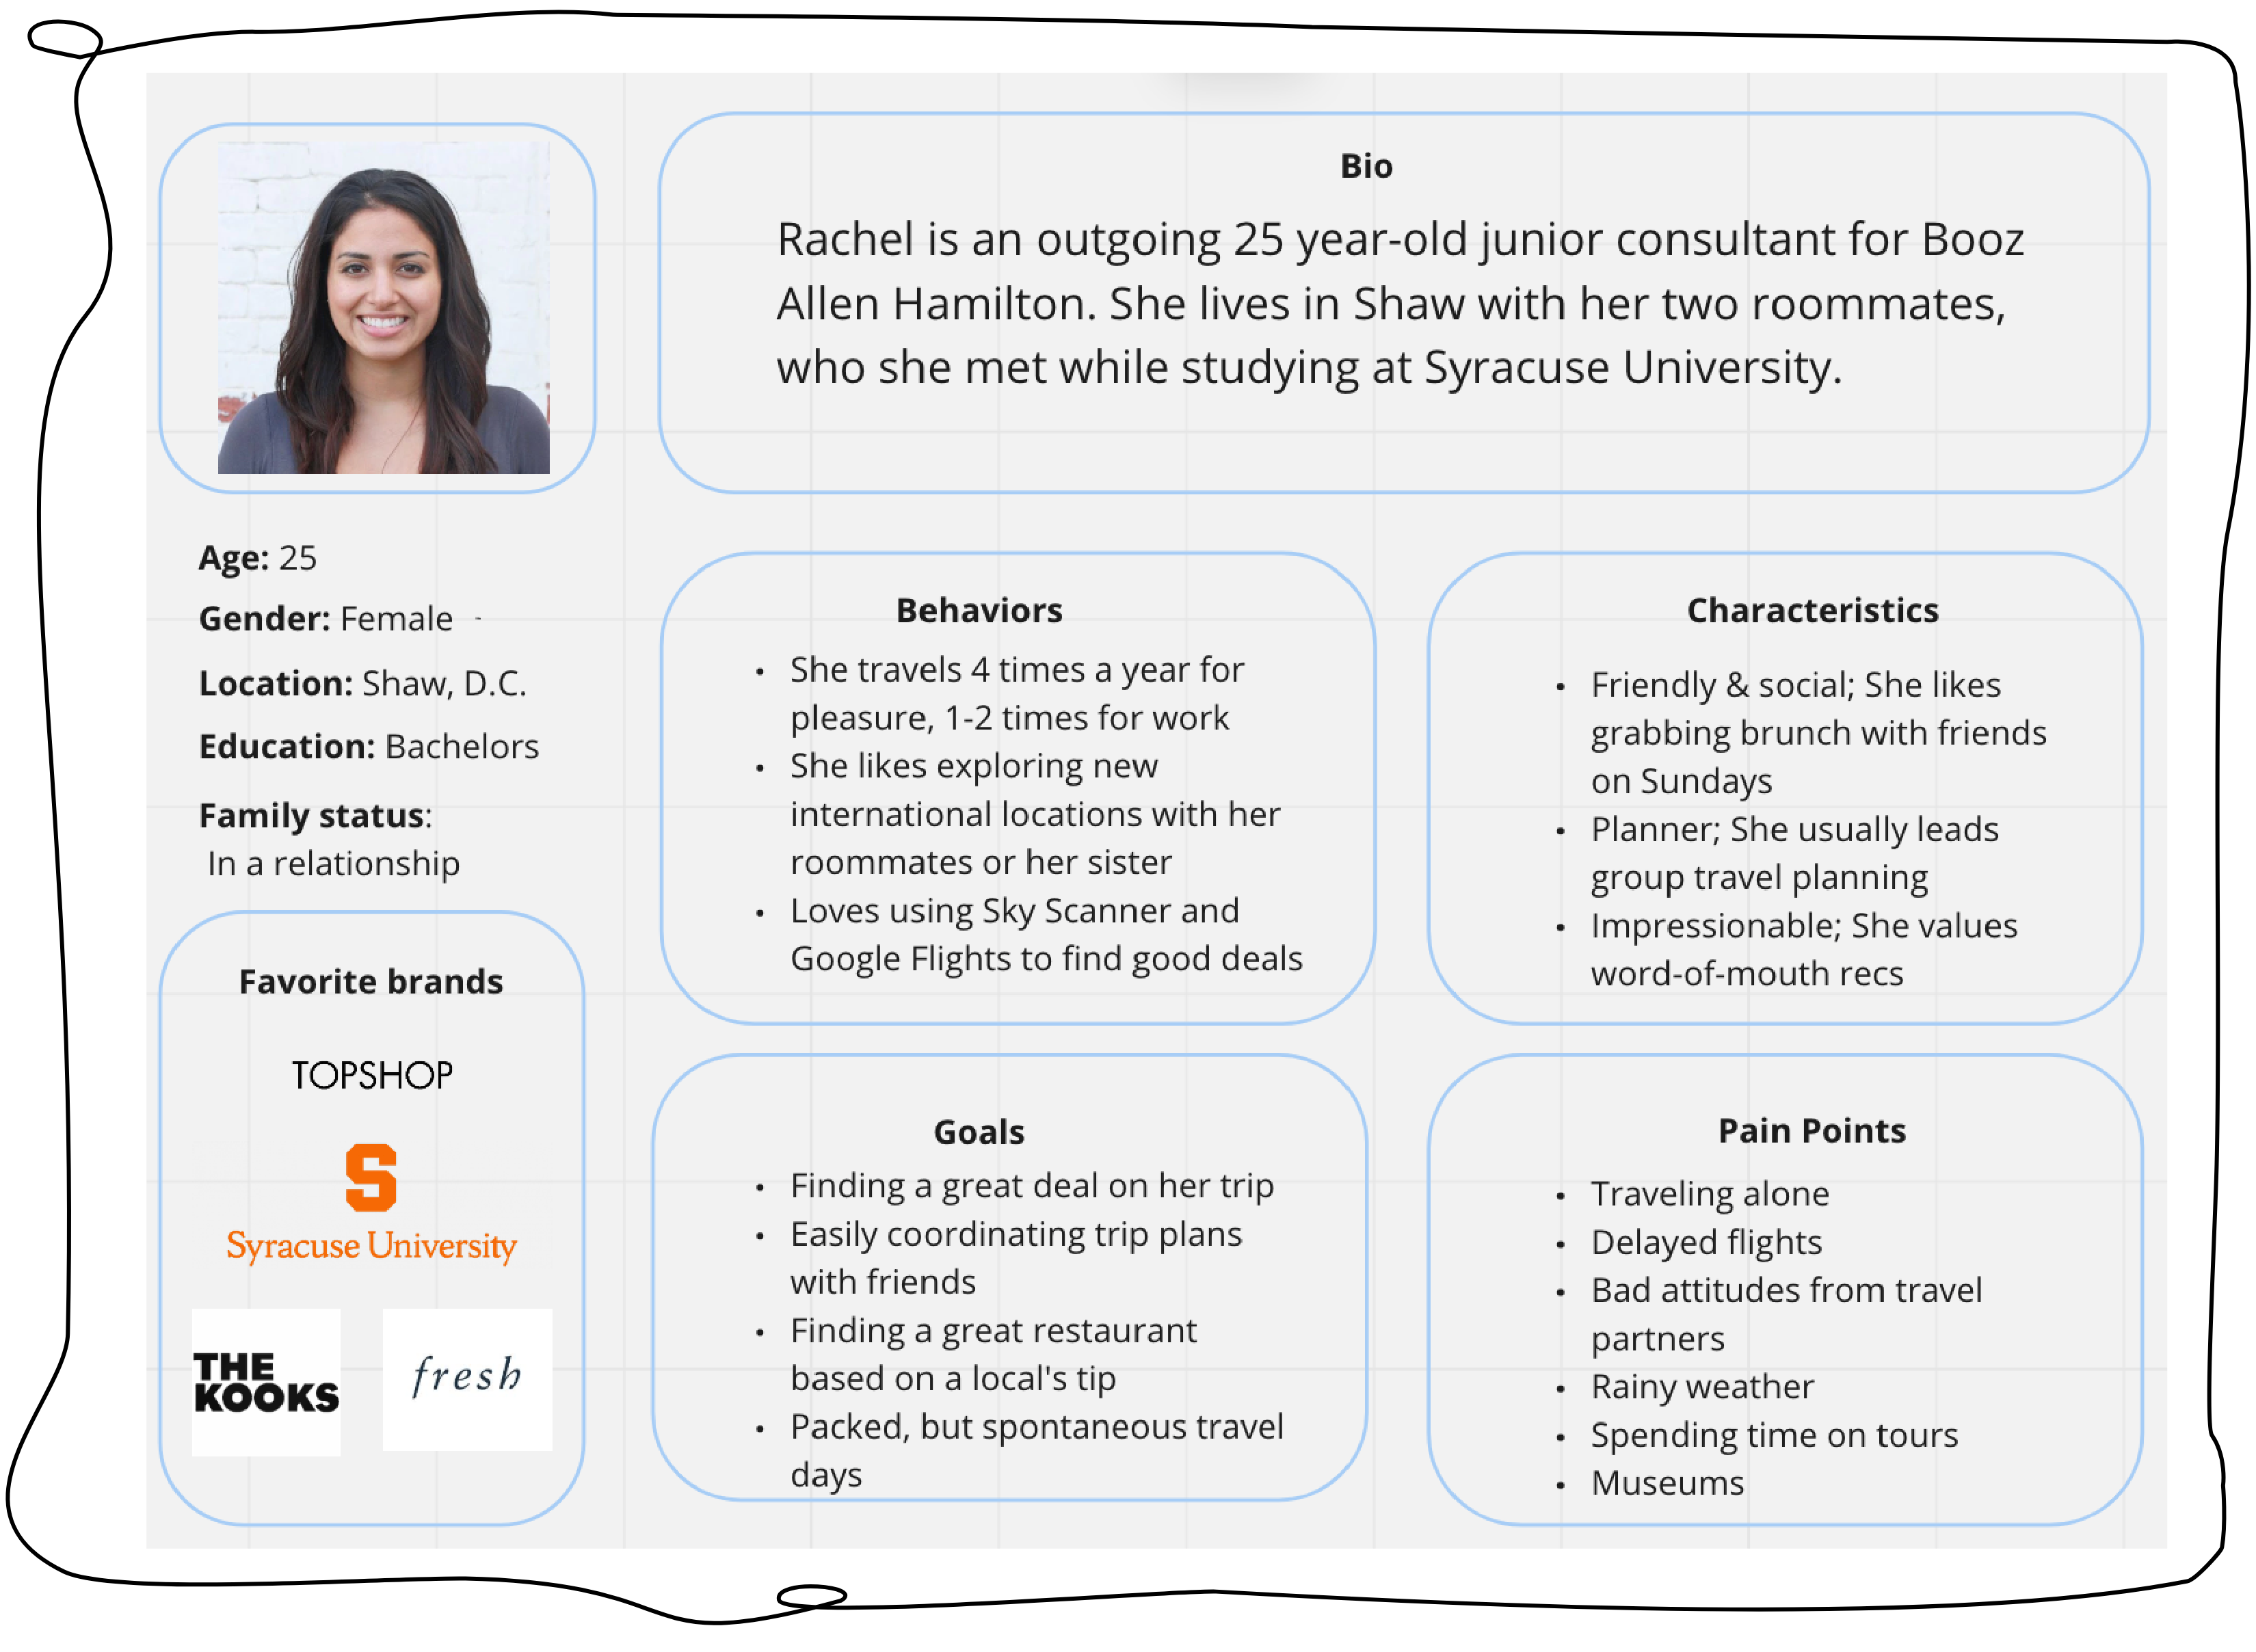 Bio
Rachel is an outgoing 25 year-old junior consultant for Booz
Allen Hamilton. She lives in Shaw with her two roommates,
who she met while studying at Syracuse University.
Age: 25
Gender: Female -
Location: Shaw, D.C.
Education: Bachelors
Family status:
In a relationship
Favorite brands
TOPSHOP
S
Syracuse University
THE
KOOKS
fresh
Behaviors
• She travels 4 times a year for
pleasure, 1-2 times for work
• She likes exploring new
international locations with her
roommates or her sister
• Loves using Sky Scanner and
Google Flights to find good deals
Characteristics
• Friendly & social; She likes
grabbing brunch with friends
on Sundays
• Planner; She usually leads
group travel planning
• Impressionable; She values
word-of-mouth recs
Goals
• Finding a great deal on her trip
• Easily coordinating trip plans
with friends
• Finding a great restaurant
based on a local's tip
• Packed, but spontaneous travel
days
Pain Points
• Traveling alone
• Delayed flights
• Bad attitudes from travel
partners
• Rainy weather
• Spending time on tours
• Museums